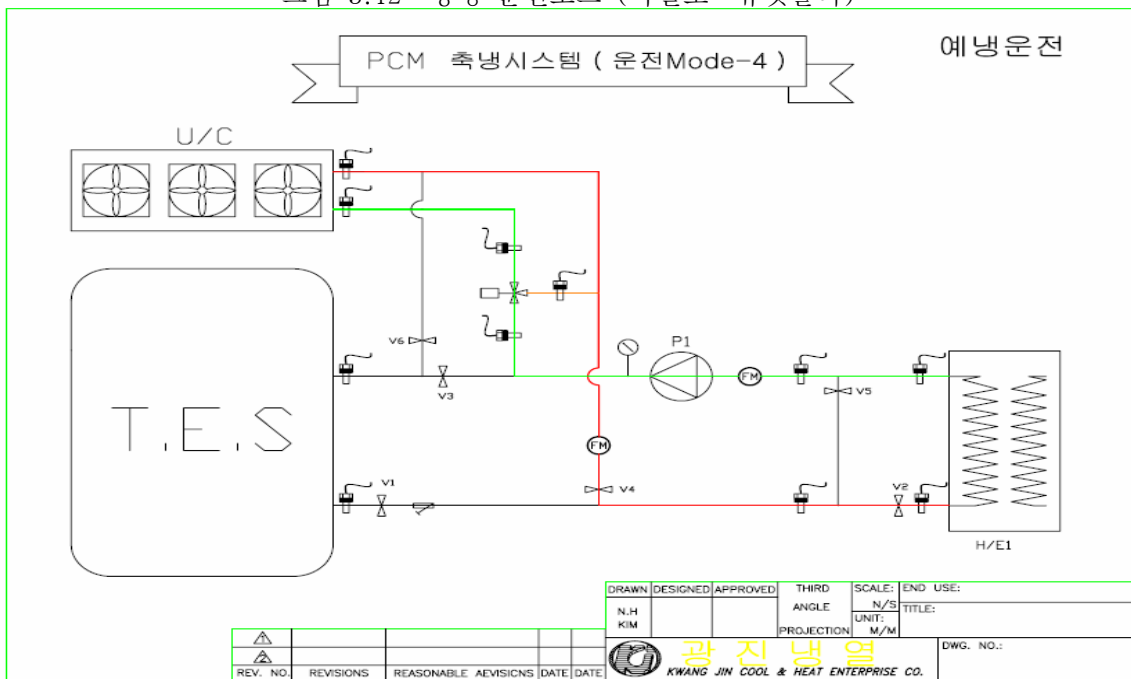 PCM 축냉시스템 ( 운전Mode-4 )
예냉운전
U/C
V6
V3
P1
FM
V5
T.E.S
FM
V1
V4
V2
H/E1
DRAWN DESIGNED APPROVED THIRD ANGLE PROJECTION SCALE: N/S END USE:
N.H KIM UNIT: M/M TITLE:
1
2
REV. NO. REVISIONS REASONABLE AEVISIONS DATE DATE
광진냉열
KWANG JIN COOL & HEAT ENTERPRISE CO.
DWG. NO.: